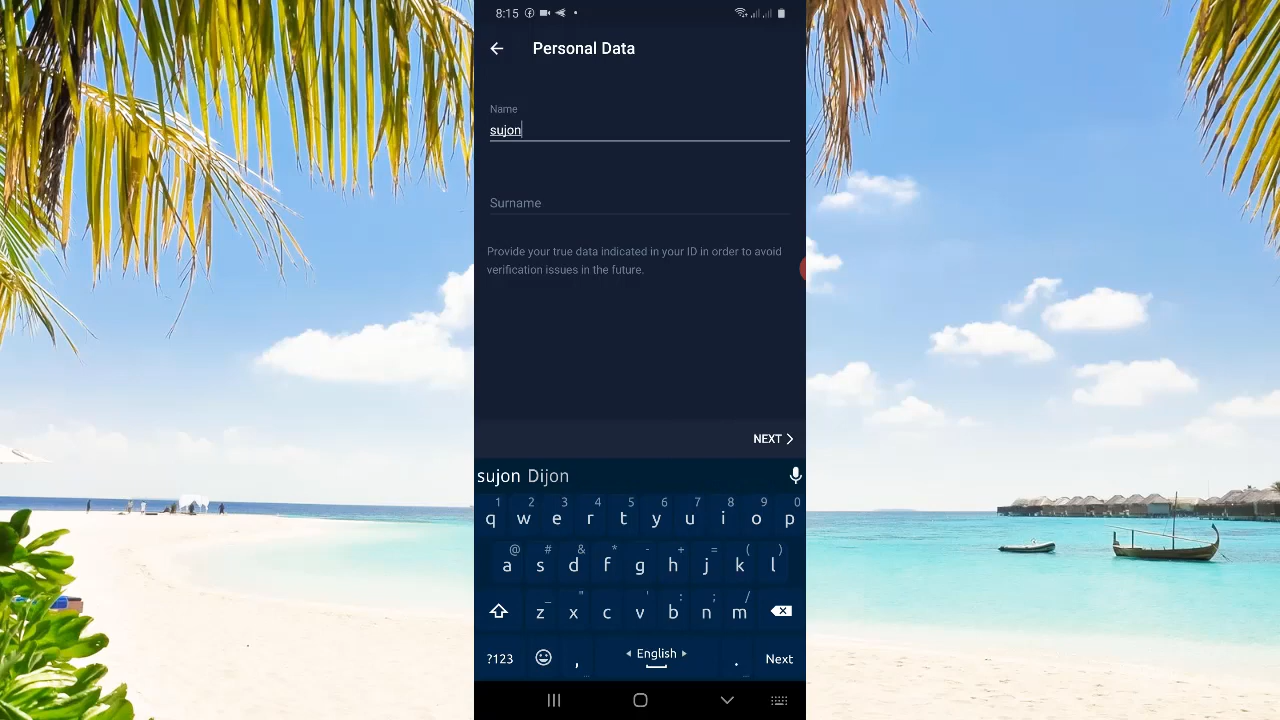 8:15
Personal Data
Name
sujon
Surname
Provide your true data indicated in your ID in order to avoid
verification issues in the future.
NEXT
sujon Dijon
1 2 3 4 5 6 7 8 9 0
q w e r t y u i o p
@ # & * - + = ( )
a s d f g h j k l
_ " ' : ; /
z x c v b n m
?123 , English . Next